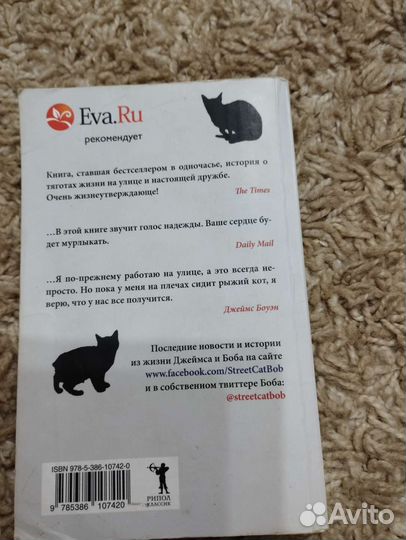 Eva.Ru
рекомендует
Книга, ставшая бестселлером в одночасье, история о
тяготах жизни на улице и настоящей дружбе.
Очень жизнеутверждающе!
The Times
…В этой книге звучит голос надежды. Ваше сердце бу-
дет мурлыкать.
Daily Mail
…Я по-прежнему работаю на улице, а это всегда не-
просто. Но пока у меня на плечах сидит рыжий кот, я
верю, что у нас все получится.
Джеймс Боуэн
Последние новости и истории
из жизни Джеймса и Боба на сайте
www.facebook.com/StreetCatBob
и в собственном твиттере Боба:
@streetcatbob
ISBN 978-5-386-10742-0
9 785386 107420
РИПОЛ
КЛАССИК
Avito